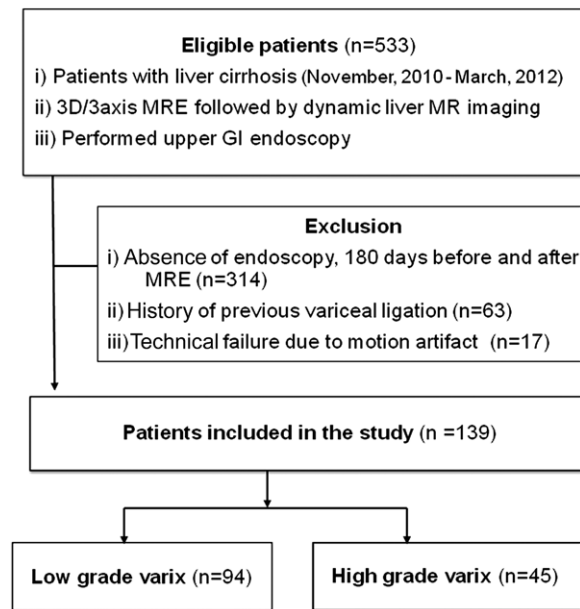 Eligible patients (n=533)
i) Patients with liver cirrhosis (November, 2010-March, 2012)
ii) 3D/3axis MRE followed by dynamic liver MR imaging
iii) Performed upper GI endoscopy
Exclusion
i) Absence of endoscopy, 180 days before and after
MRE (n=314)
ii) History of previous variceal ligation (n=63)
iii) Technical failure due to motion artifact (n=17)
Patients included in the study (n =139)
Low grade varix (n=94)
High grade varix (n=45)